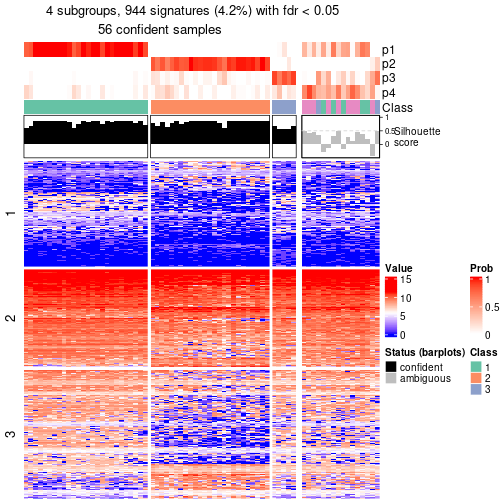 4 subgroups, 944 signatures (4.2%) with fdr < 0.05
56 confident samples
p1
p2
p3
p4
Class
1
0.5
0
Silhouette
score
1
2
3
Value
15
10
5
0
Prob
1
0.5
0
Status (barplots)
confident
ambiguous
Class
1
2
3